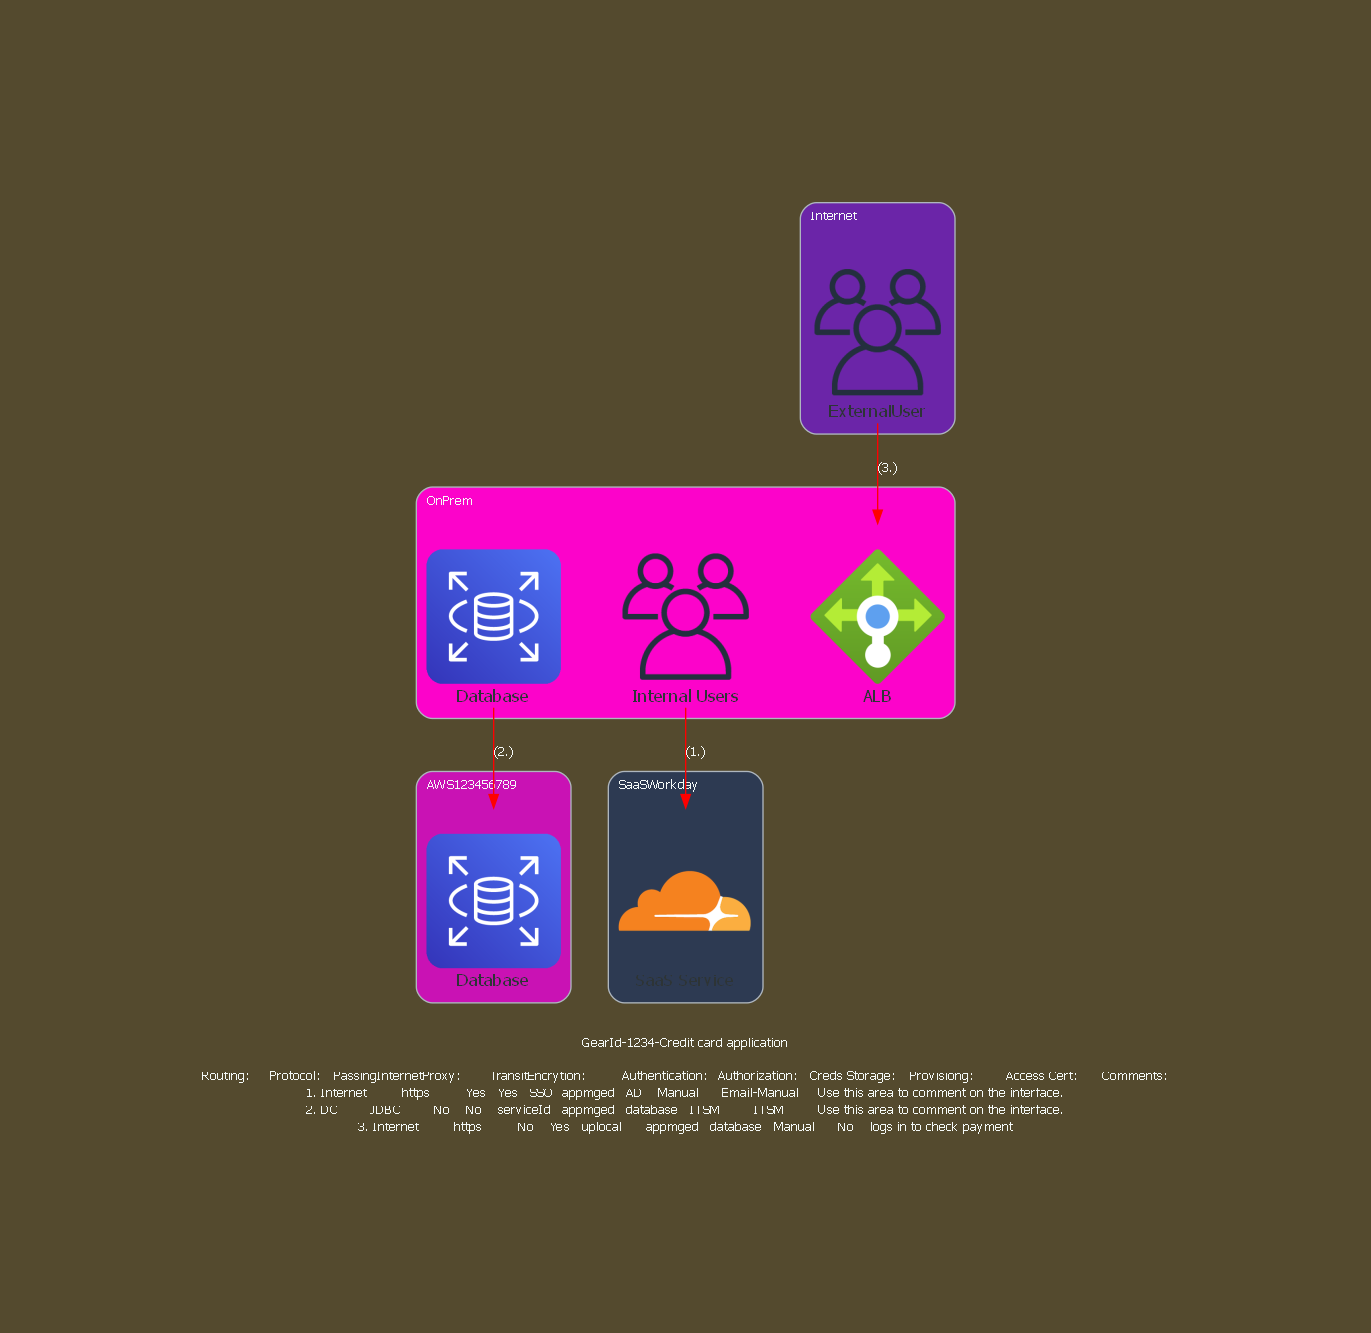 Internet
ExternalUser
(3.)
OnPrem
Database
Internal Users
ALB
(2.)
(1.)
AWS123456789
SaaSWorkday
Database
SaaS Service
GearId-1234-Credit card application
Routing: Protocol: PassingInternetProxy: TransitEncrytion: Authentication: Authorization: Creds Storage: Provisiong: Access Cert: Comments:
1. Internet https Yes Yes SSO appmged AD Manual Email-Manual Use this area to comment on the interface.
2. DC JDBC No No serviceId appmged database ITSM ITSM Use this area to comment on the interface.
3. Internet https No Yes uplocal appmged database Manual No logs in to check payment